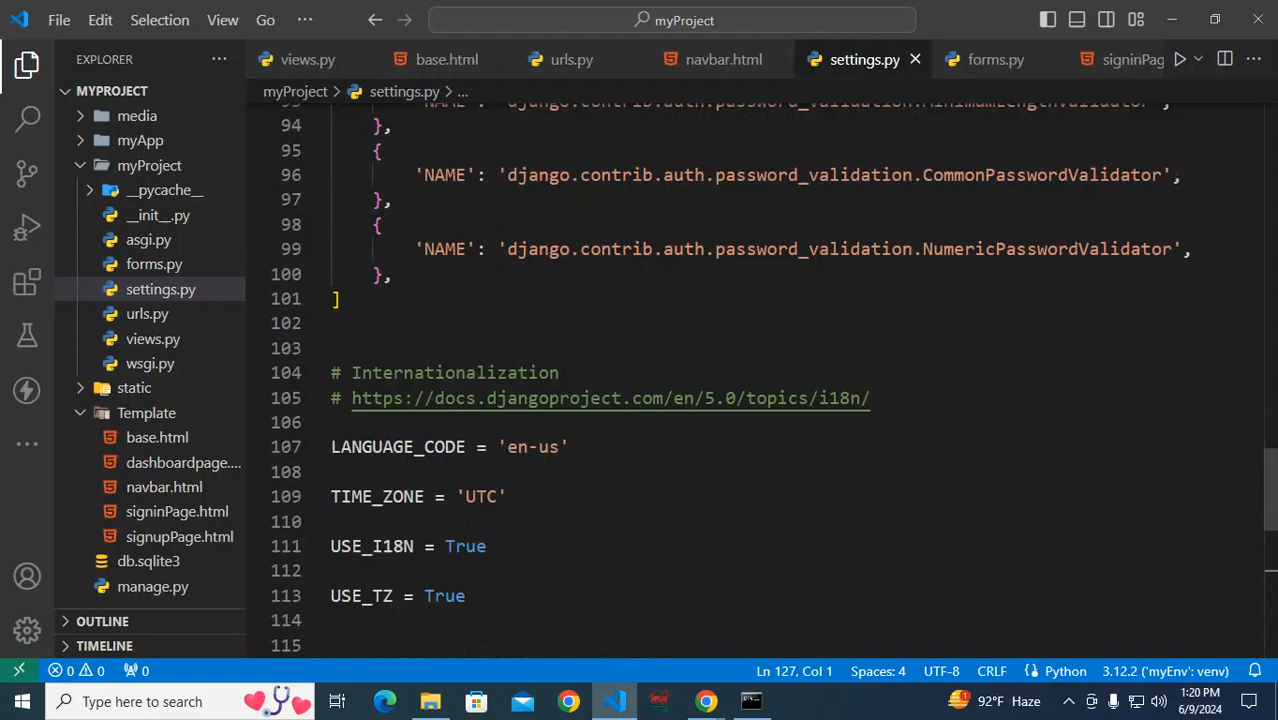 File Edit Selection View Go ··· myProject
EXPLORER ···
views.py base.html urls.py navbar.html settings.py forms.py signinPag ···
MYPROJECT
myProject > settings.py > ...
media
myApp
myProject
__pycache__
__init__.py
asgi.py
forms.py
settings.py
urls.py
views.py
wsgi.py
static
Template
base.html
dashboardpage....
navbar.html
signinPage.html
signupPage.html
db.sqlite3
manage.py
OUTLINE
TIMELINE
93 'NAME': 'django.contrib.auth.password_validation.MinimumLengthValidator',
94 },
95 {
96 'NAME': 'django.contrib.auth.password_validation.CommonPasswordValidator',
97 },
98 {
99 'NAME': 'django.contrib.auth.password_validation.NumericPasswordValidator',
100 },
101 ]
102
103
104 # Internationalization
105 # https://docs.djangoproject.com/en/5.0/topics/i18n/
106
107 LANGUAGE_CODE = 'en-us'
108
109 TIME_ZONE = 'UTC'
110
111 USE_I18N = True
112
113 USE_TZ = True
114
115
0 0 0 Ln 127, Col 1 Spaces: 4 UTF-8 CRLF Python 3.12.2 ('myEnv': venv)
Type here to search 92°F Haze 1:20 PM
6/9/2024